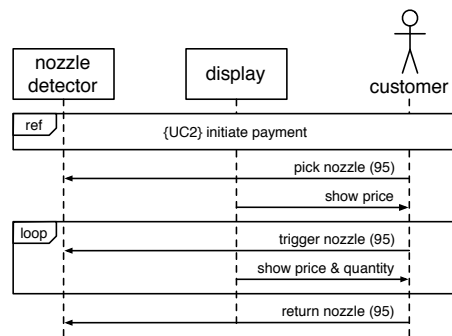 nozzle
detector
display
customer
ref
{UC2} initiate payment
pick nozzle (95)
show price
loop
trigger nozzle (95)
show price & quantity
return nozzle (95)